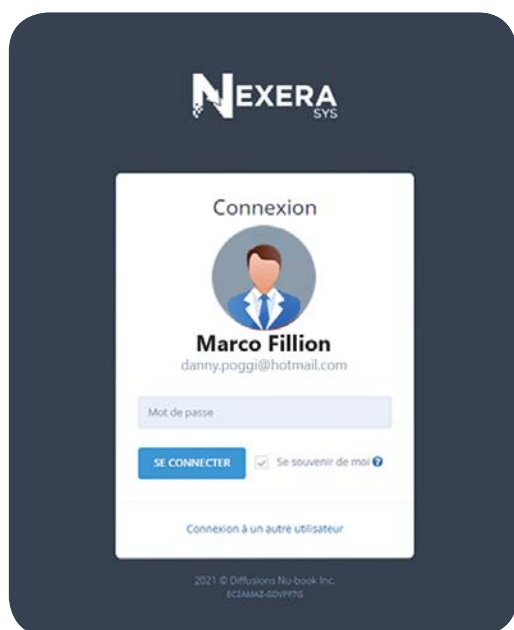 NEXERA
SYS
Connexion
Marco Fillion
danny.poggi@hotmail.com
Mot de passe
SE CONNECTER Se souvenir de moi
Connexion à un autre utilisateur
2021 © Diffusions Nu-book Inc.